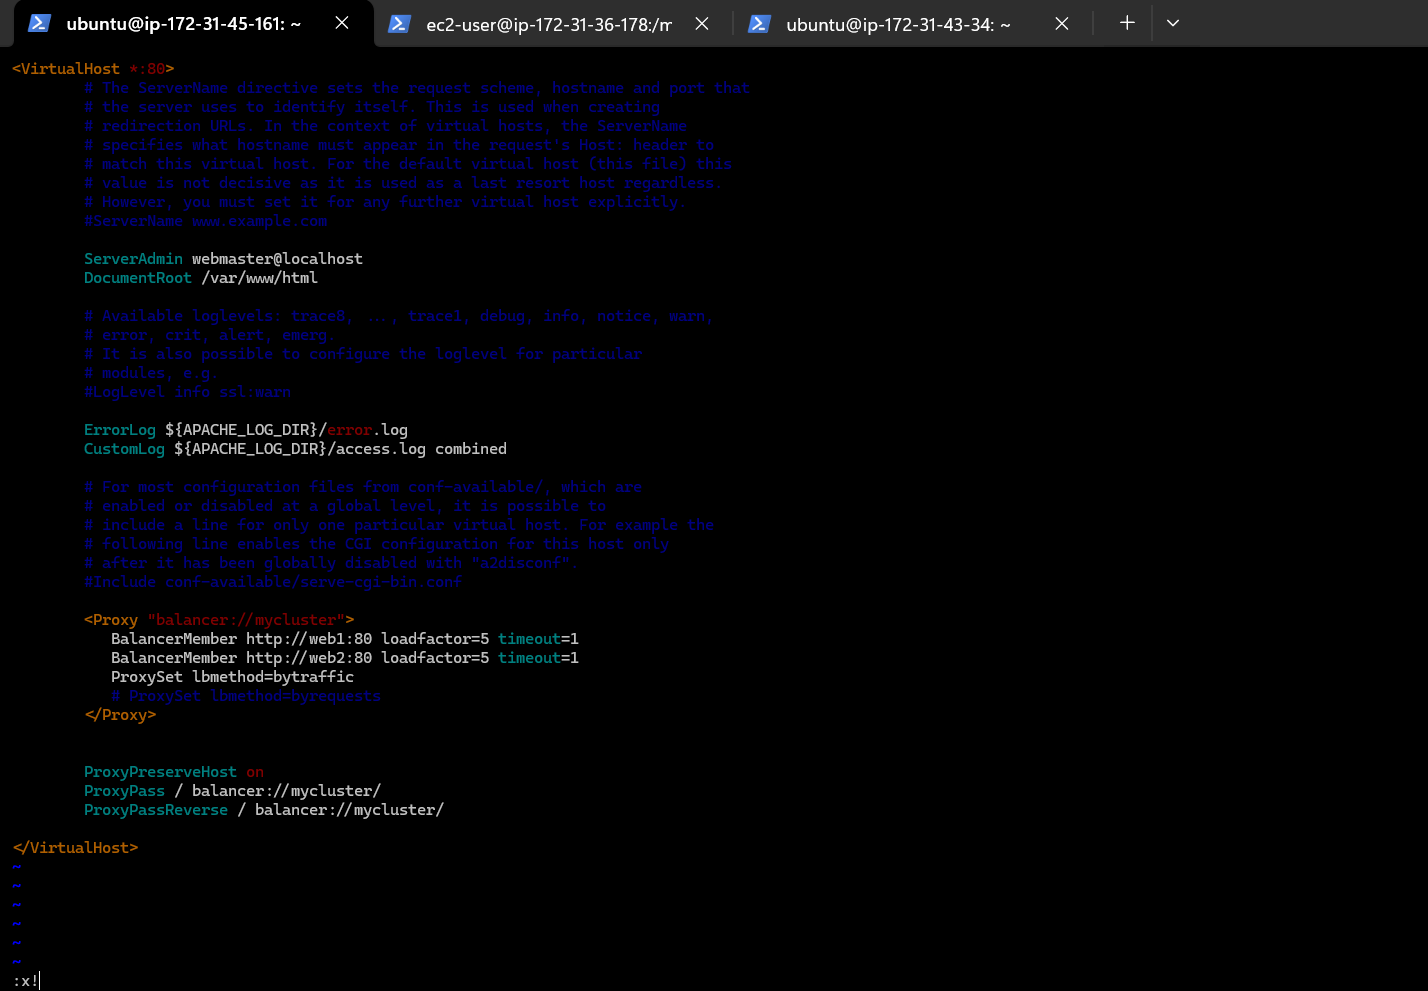 ubuntu@ip-172-31-45-161: ~
ec2-user@ip-172-31-36-178:/m
ubuntu@ip-172-31-43-34: ~
<VirtualHost *:80>
# The ServerName directive sets the request scheme, hostname and port that
# the server uses to identify itself. This is used when creating
# redirection URLs. In the context of virtual hosts, the ServerName
# specifies what hostname must appear in the request's Host: header to
# match this virtual host. For the default virtual host (this file) this
# value is not decisive as it is used as a last resort host regardless.
# However, you must set it for any further virtual host explicitly.
#ServerName www.example.com
ServerAdmin webmaster@localhost
DocumentRoot /var/www/html
# Available loglevels: trace8, ..., trace1, debug, info, notice, warn,
# error, crit, alert, emerg.
# It is also possible to configure the loglevel for particular
# modules, e.g.
#LogLevel info ssl:warn
ErrorLog ${APACHE_LOG_DIR}/error.log
CustomLog ${APACHE_LOG_DIR}/access.log combined
# For most configuration files from conf-available/, which are
# enabled or disabled at a global level, it is possible to
# include a line for only one particular virtual host. For example the
# following line enables the CGI configuration for this host only
# after it has been globally disabled with "a2disconf".
#Include conf-available/serve-cgi-bin.conf
<Proxy "balancer://mycluster">
BalancerMember http://web1:80 loadfactor=5 timeout=1
BalancerMember http://web2:80 loadfactor=5 timeout=1
ProxySet lbmethod=bytraffic
# ProxySet lbmethod=byrequests
</Proxy>
ProxyPreserveHost on
ProxyPass / balancer://mycluster/
ProxyPassReverse / balancer://mycluster/
</VirtualHost>
~
~
~
~
~
~
:x!